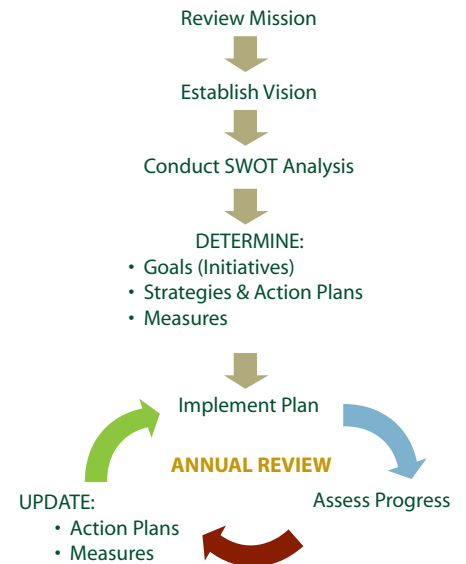 Review Mission
Establish Vision
Conduct SWOT Analysis
DETERMINE:
• Goals (Initiatives)
• Strategies & Action Plans
• Measures
Implement Plan
ANNUAL REVIEW
Assess Progress
UPDATE:
• Action Plans
• Measures